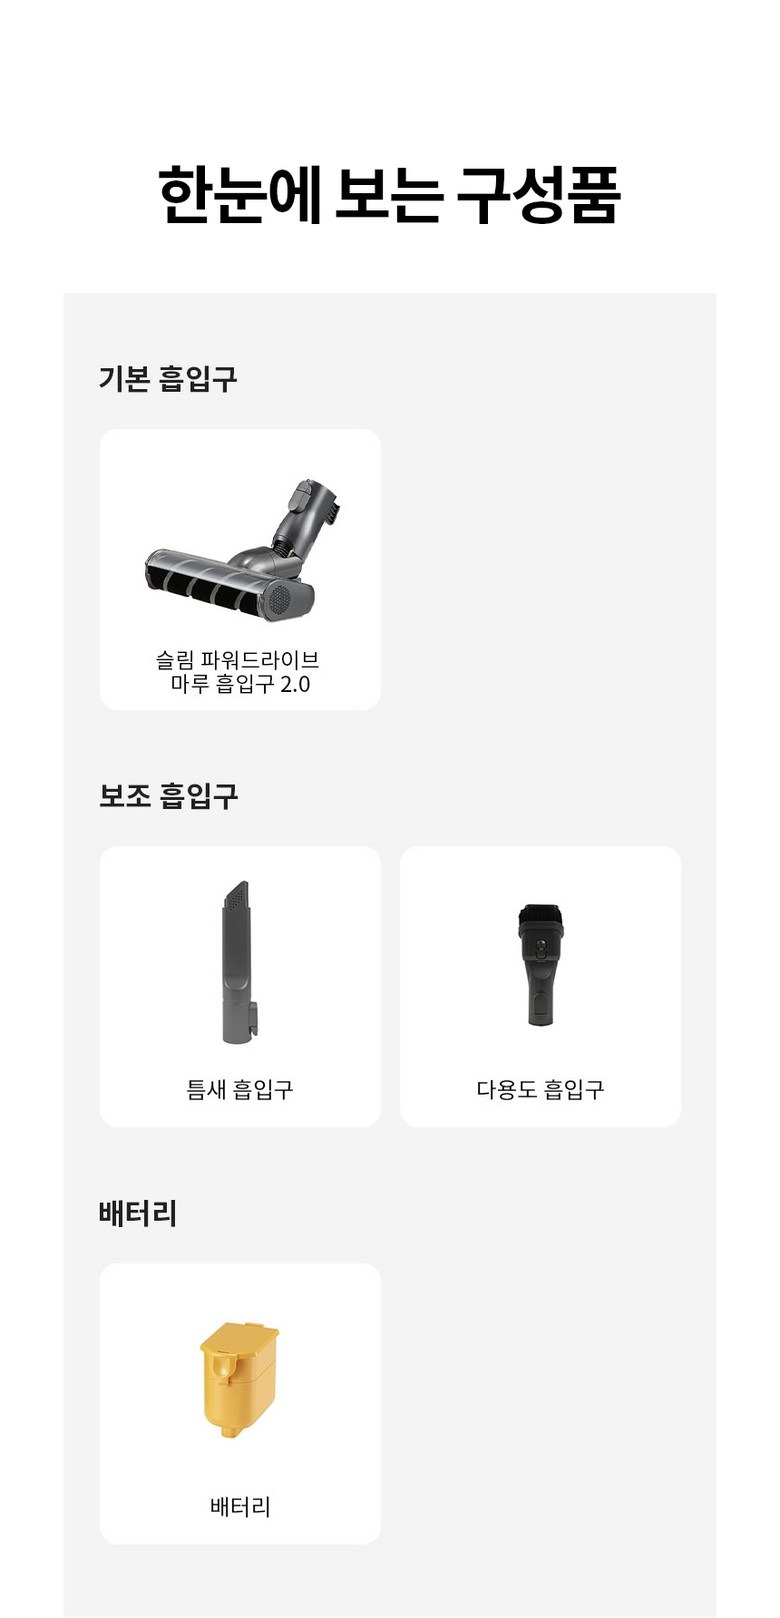 한눈에 보는 구성품
기본 흡입구
슬림 파워드라이브
마루 흡입구 2.0
보조 흡입구
틈새 흡입구
다용도 흡입구
배터리
배터리